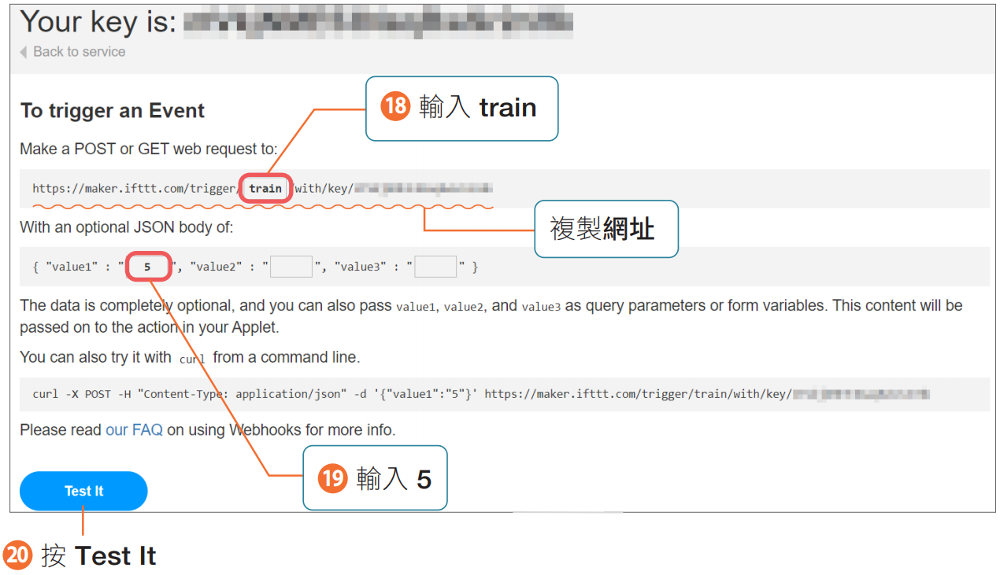 Your key is:
Back to service
18 輸入 train
To trigger an Event
Make a POST or GET web request to:
https://maker.ifttt.com/trigger/ train /with/key/
複製網址
With an optional JSON body of:
{ "value1" : " 5 ", "value2" : " ", "value3" : " " }
The data is completely optional, and you can also pass value1, value2, and value3 as query parameters or form variables. This content will be
passed on to the action in your Applet.
You can also try it with curl from a command line.
curl -X POST -H "Content-Type: application/json" -d '{"value1":"5"}' https://maker.ifttt.com/trigger/train/with/key/
Please read our FAQ on using Webhooks for more info.
19 輸入 5
Test It
20 按 Test It